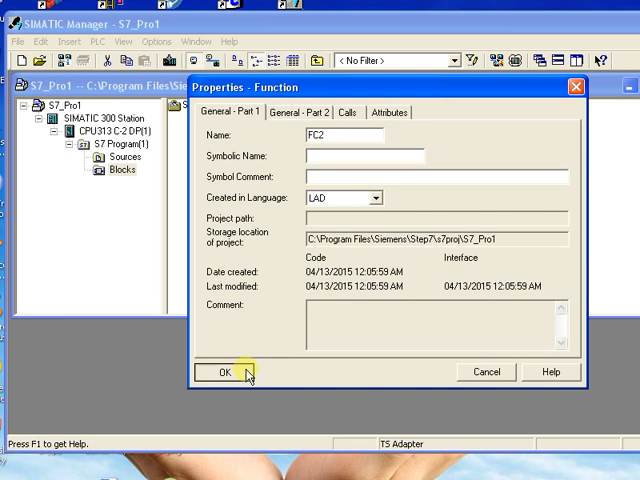 SIMATIC Manager - S7_Pro1
File Edit Insert PLC View Options Window Help
< No Filter >
S7_Pro1 -- C:\Program Files\Sie
S7_Pro1
SIMATIC 300 Station
CPU313 C-2 DP(1)
S7 Program(1)
Sources
Blocks
Properties - Function
General - Part 1 General - Part 2 Calls Attributes
Name: FC2
Symbolic Name:
Symbol Comment:
Created in Language: LAD
Project path:
Storage location
of project: C:\Program Files\Siemens\Step7\s7proj\S7_Pro1
Code Interface
Date created: 04/13/2015 12:05:59 AM
Last modified: 04/13/2015 12:05:59 AM 04/13/2015 12:05:59 AM
Comment:
OK Cancel Help
Press F1 to get Help. TS Adapter